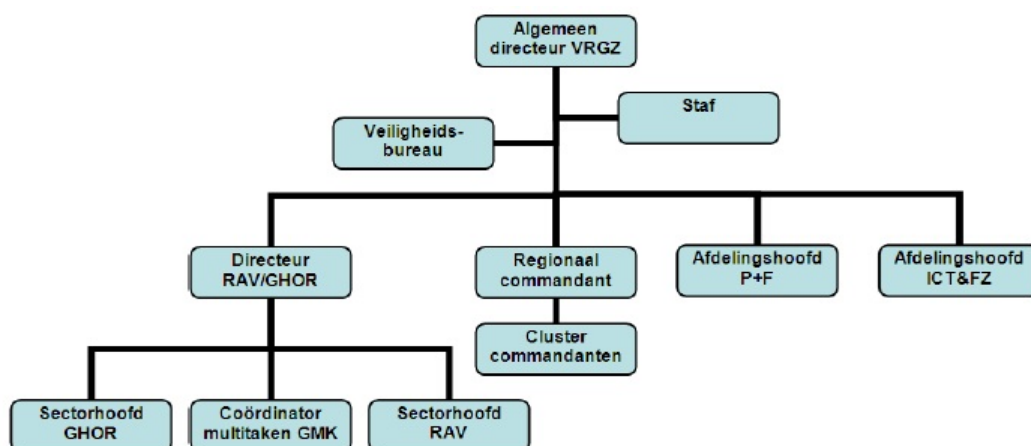 Algemeen
directeur VRGZ
Staf
Veiligheids-
bureau
Directeur
RAV/GHOR
Regionaal
commandant
Afdelingshoofd
P+F
Afdelingshoofd
ICT&FZ
Cluster
commandanten
Sectorhoofd
GHOR
Coördinator
multitaken GMK
Sectorhoofd
RAV